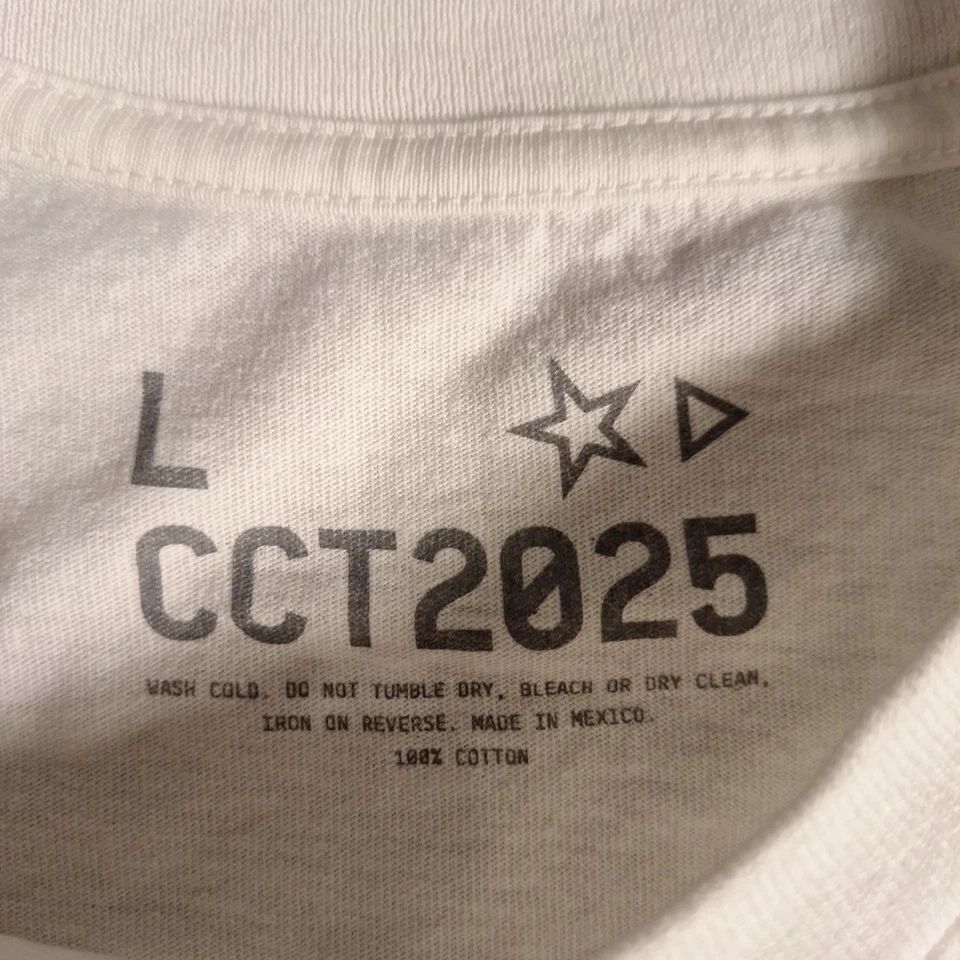 L
CCT2025
WASH COLD. DO NOT TUMBLE DRY, BLEACH OR DRY CLEAN.
IRON ON REVERSE. MADE IN MEXICO.
100% COTTON